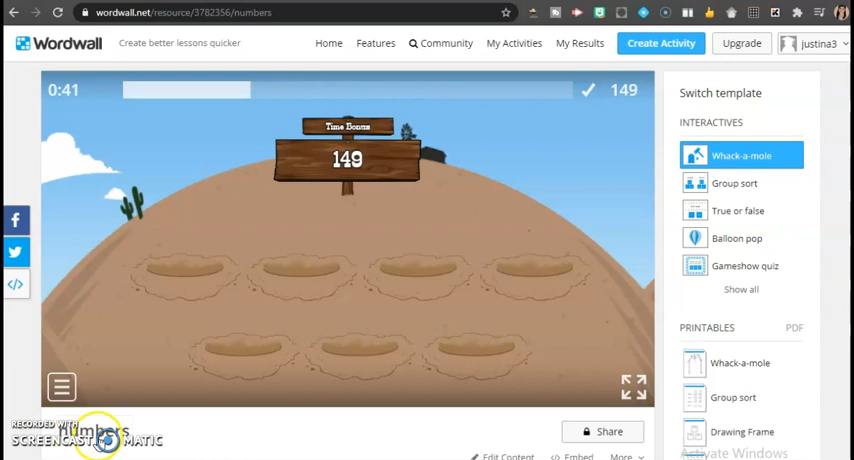 wordwall.net/resource/3782356/numbers
Wordwall Create better lessons quicker Home Features Community My Activities My Results Create Activity Upgrade justina3
0:41 149
Time Bonus
149
Switch template
INTERACTIVES
Whack-a-mole
Group sort
True or false
Balloon pop
Gameshow quiz
Show all
PRINTABLES PDF
Whack-a-mole
Group sort
Drawing Frame
numbers
Share
RECORDED WITH
SCREENCAST MATIC
Edit Content Embed More
Activate Windows